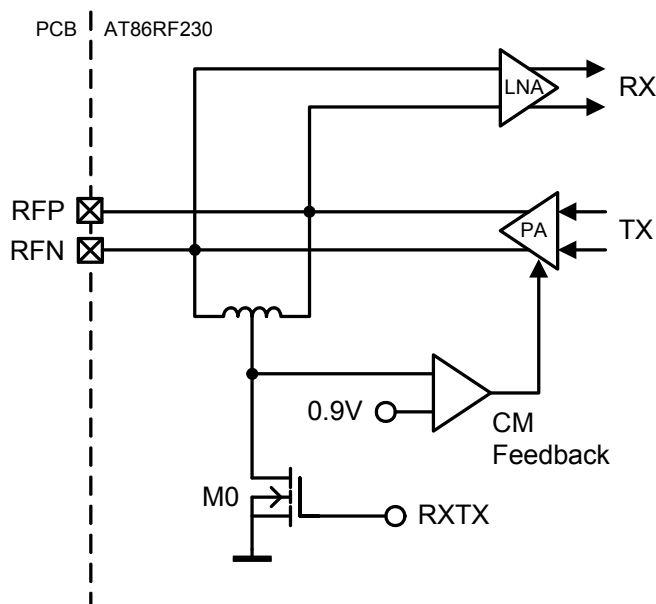 PCB AT86RF230
LNA
RX
RFP
RFN
PA
TX
0.9V
CM
Feedback
M0
RXTX